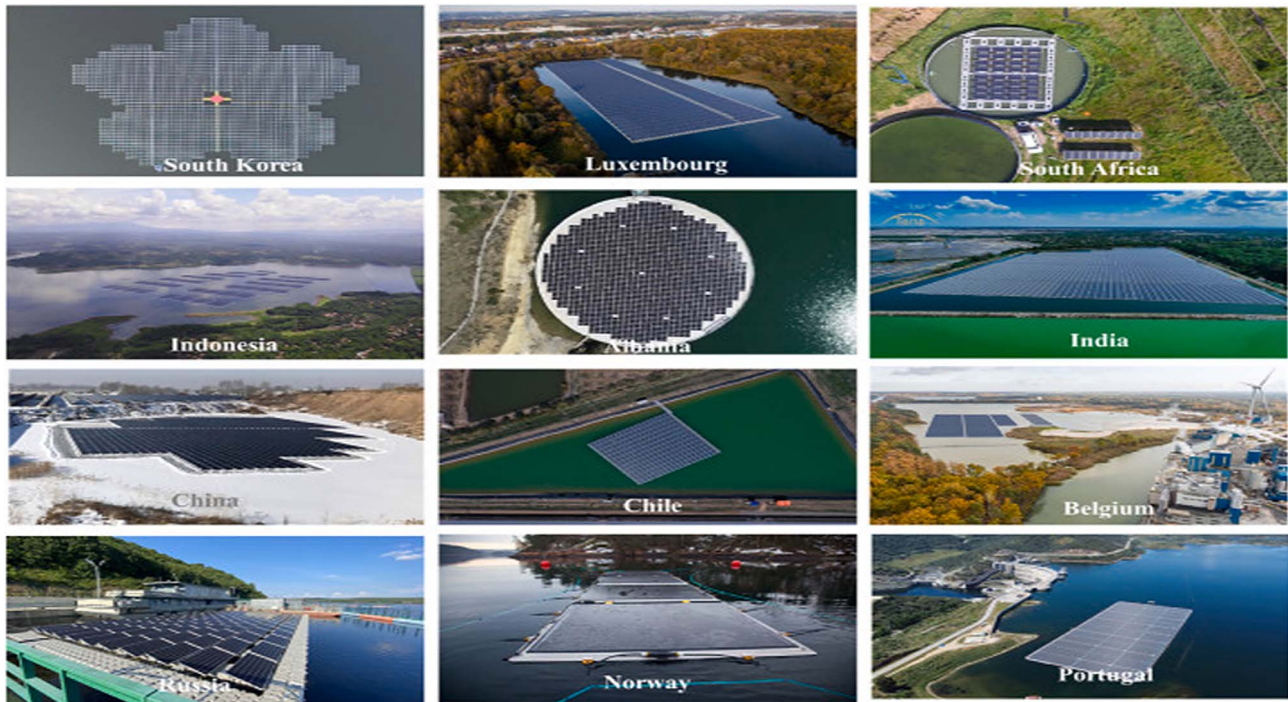 South Korea
Luxembourg
South Africa
Indonesia
Albania
India
China
Chile
Belgium
Russia
Norway
Portugal